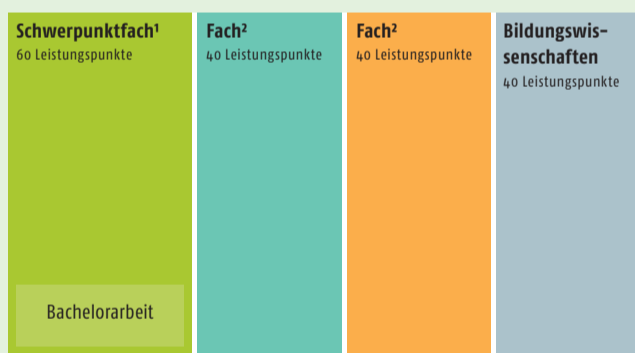 Schwerpunktfach¹
60 Leistungspunkte
Bachelorarbeit
Fach²
40 Leistungspunkte
Fach²
40 Leistungspunkte
Bildungswis-
senschaften
40 Leistungspunkte